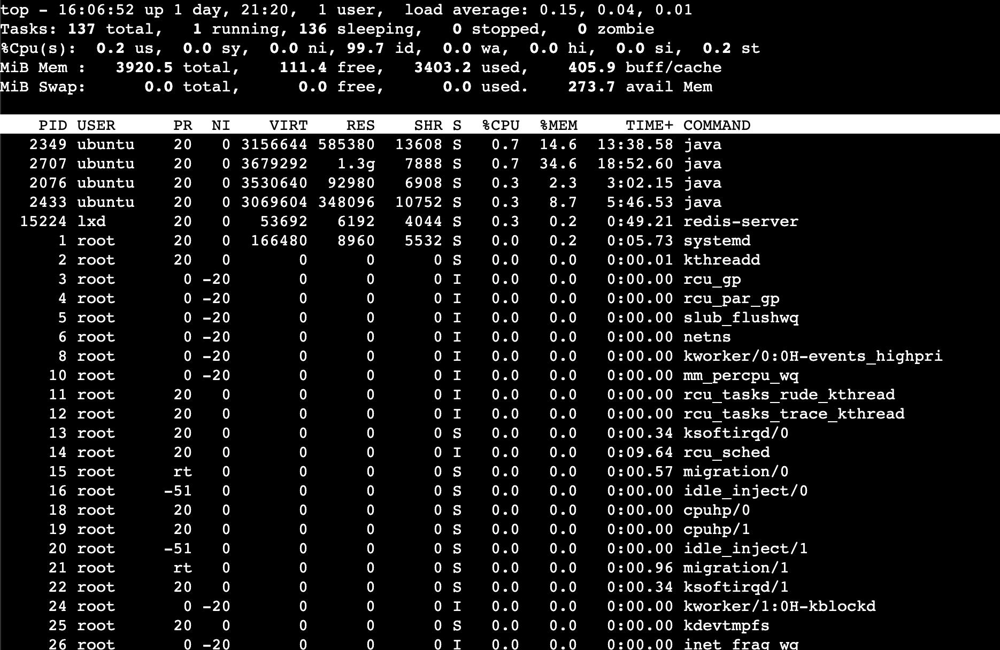 top - 16:06:52 up 1 day, 21:20,  1 user,  load average: 0.15, 0.04, 0.01
Tasks: 137 total,   1 running, 136 sleeping,   0 stopped,   0 zombie
%Cpu(s):  0.2 us,  0.0 sy,  0.0 ni, 99.7 id,  0.0 wa,  0.0 hi,  0.0 si,  0.2 st
MiB Mem :   3920.5 total,    111.4 free,   3403.2 used,    405.9 buff/cache
MiB Swap:      0.0 total,      0.0 free,      0.0 used.    273.7 avail Mem
    PID USER      PR  NI    VIRT    RES    SHR S  %CPU  %MEM     TIME+ COMMAND
   2349 ubuntu    20   0 3156644 585380  13608 S   0.7  14.6  13:38.58 java
   2707 ubuntu    20   0 3679292   1.3g   7888 S   0.7  34.6  18:52.60 java
   2076 ubuntu    20   0 3530640  92980   6908 S   0.3   2.3   3:02.15 java
   2433 ubuntu    20   0 3069604 348096  10752 S   0.3   8.7   5:46.53 java
  15224 lxd       20   0   53692   6192   4044 S   0.3   0.2   0:49.21 redis-server
      1 root      20   0  166480   8960   5532 S   0.0   0.2   0:05.73 systemd
      2 root      20   0       0      0      0 S   0.0   0.0   0:00.01 kthreadd
      3 root       0 -20       0      0      0 I   0.0   0.0   0:00.00 rcu_gp
      4 root       0 -20       0      0      0 I   0.0   0.0   0:00.00 rcu_par_gp
      5 root       0 -20       0      0      0 I   0.0   0.0   0:00.00 slub_flushwq
      6 root       0 -20       0      0      0 I   0.0   0.0   0:00.00 netns
      8 root       0 -20       0      0      0 I   0.0   0.0   0:00.00 kworker/0:0H-events_highpri
     10 root       0 -20       0      0      0 I   0.0   0.0   0:00.00 mm_percpu_wq
     11 root      20   0       0      0      0 I   0.0   0.0   0:00.00 rcu_tasks_rude_kthread
     12 root      20   0       0      0      0 I   0.0   0.0   0:00.00 rcu_tasks_trace_kthread
     13 root      20   0       0      0      0 S   0.0   0.0   0:00.34 ksoftirqd/0
     14 root      20   0       0      0      0 I   0.0   0.0   0:09.64 rcu_sched
     15 root      rt   0       0      0      0 S   0.0   0.0   0:00.57 migration/0
     16 root     -51   0       0      0      0 S   0.0   0.0   0:00.00 idle_inject/0
     18 root      20   0       0      0      0 S   0.0   0.0   0:00.00 cpuhp/0
     19 root      20   0       0      0      0 S   0.0   0.0   0:00.00 cpuhp/1
     20 root     -51   0       0      0      0 S   0.0   0.0   0:00.00 idle_inject/1
     21 root      rt   0       0      0      0 S   0.0   0.0   0:00.96 migration/1
     22 root      20   0       0      0      0 S   0.0   0.0   0:00.34 ksoftirqd/1
     24 root       0 -20       0      0      0 I   0.0   0.0   0:00.00 kworker/1:0H-kblockd
     25 root      20   0       0      0      0 S   0.0   0.0   0:00.00 kdevtmpfs
     26 root       0 -20       0      0      0 I   0.0   0.0   0:00.00 inet_frag_wq